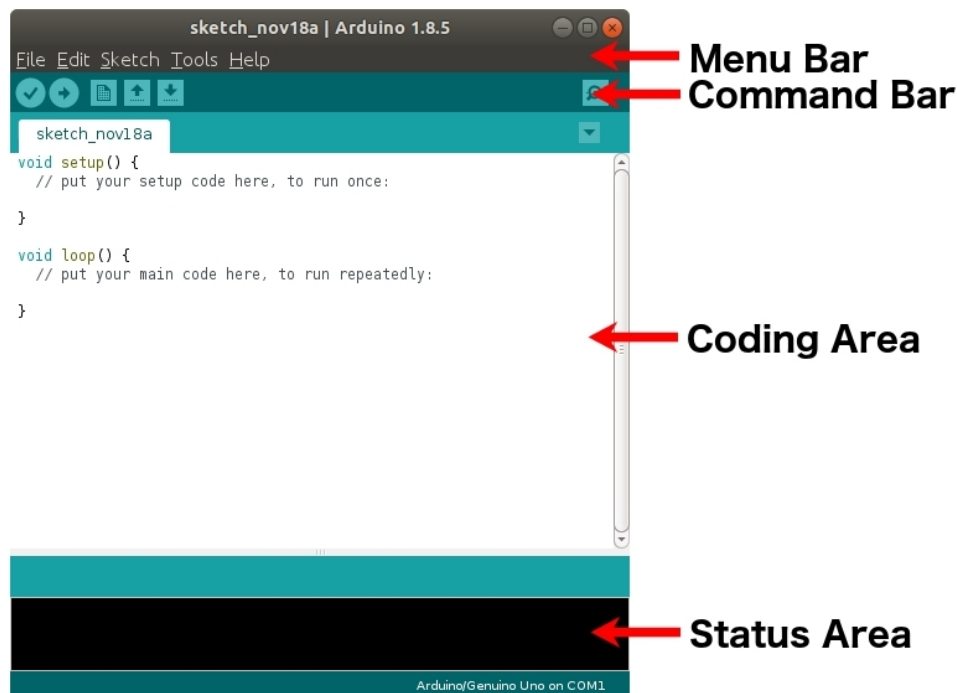 sketch_nov18a | Arduino 1.8.5
File Edit Sketch Tools Help
Menu Bar
Command Bar
sketch_nov18a
void setup() {
  // put your setup code here, to run once:
}
void loop() {
  // put your main code here, to run repeatedly:
}
Coding Area
Status Area
Arduino/Genuino Uno on COM1